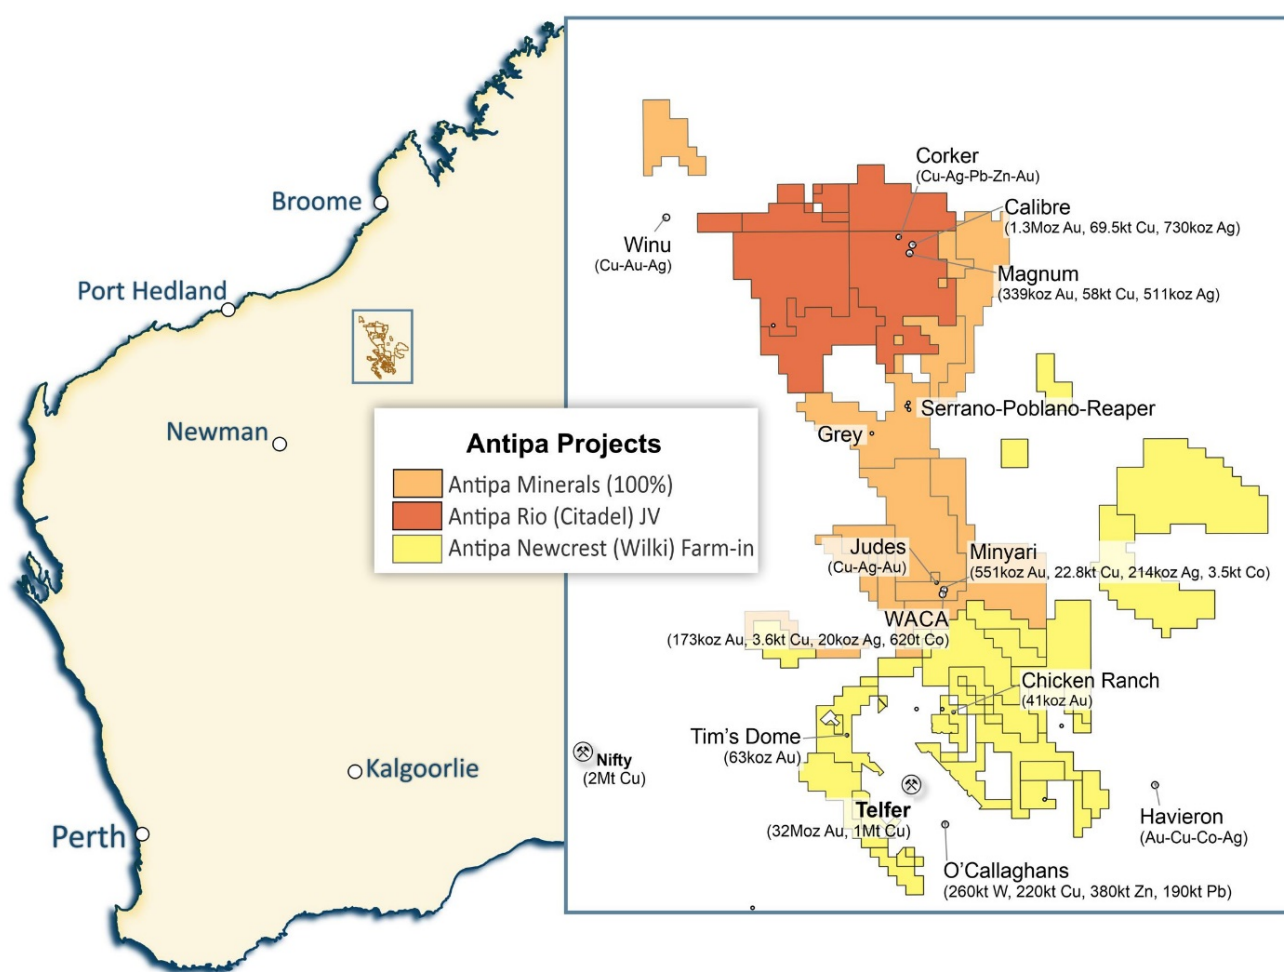 Broome
Port Hedland
Newman
Kalgoorlie
Perth
Antipa Projects
Antipa Minerals (100%)
Antipa Rio (Citadel) JV
Antipa Newcrest (Wilki) Farm-in
Corker
(Cu-Ag-Pb-Zn-Au)
Calibre
(1.3Moz Au, 69.5kt Cu, 730koz Ag)
Winu
(Cu-Au-Ag)
Magnum
(339koz Au, 58kt Cu, 511koz Ag)
Serrano-Poblano-Reaper
Grey
Judes
(Cu-Ag-Au)
Minyari
(551koz Au, 22.8kt Cu, 214koz Ag, 3.5kt Co)
WACA
(173koz Au, 3.6kt Cu, 20koz Ag, 620t Co)
Chicken Ranch
(41koz Au)
Tim's Dome
(63koz Au)
Nifty
(2Mt Cu)
Telfer
(32Moz Au, 1Mt Cu)
Havieron
(Au-Cu-Co-Ag)
O'Callaghans
(260kt W, 220kt Cu, 380kt Zn, 190kt Pb)